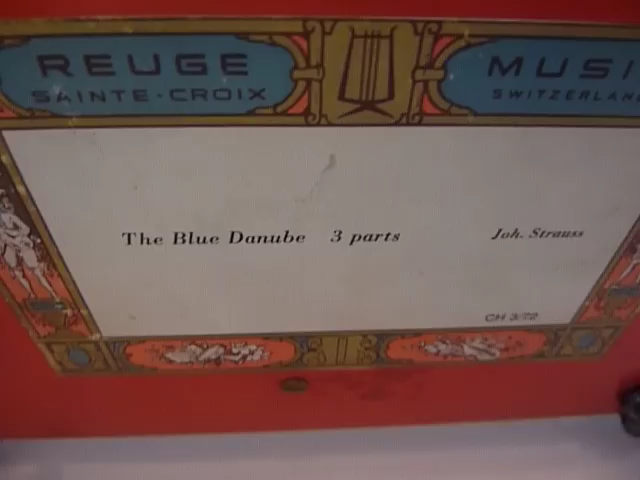 REUGE MUSI
SAINTE-CROIX SWITZERLAN
The Blue Danube 3 parts Joh. Strauss
CH 3/72